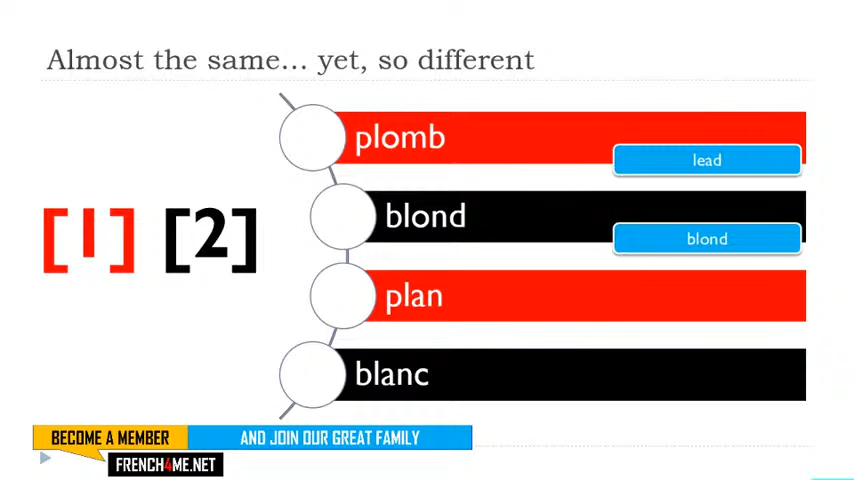 Almost the same... yet, so different
plomb
lead
[1] [2]
blond
blond
plan
blanc
BECOME A MEMBER
AND JOIN OUR GREAT FAMILY
FRENCH4ME.NET